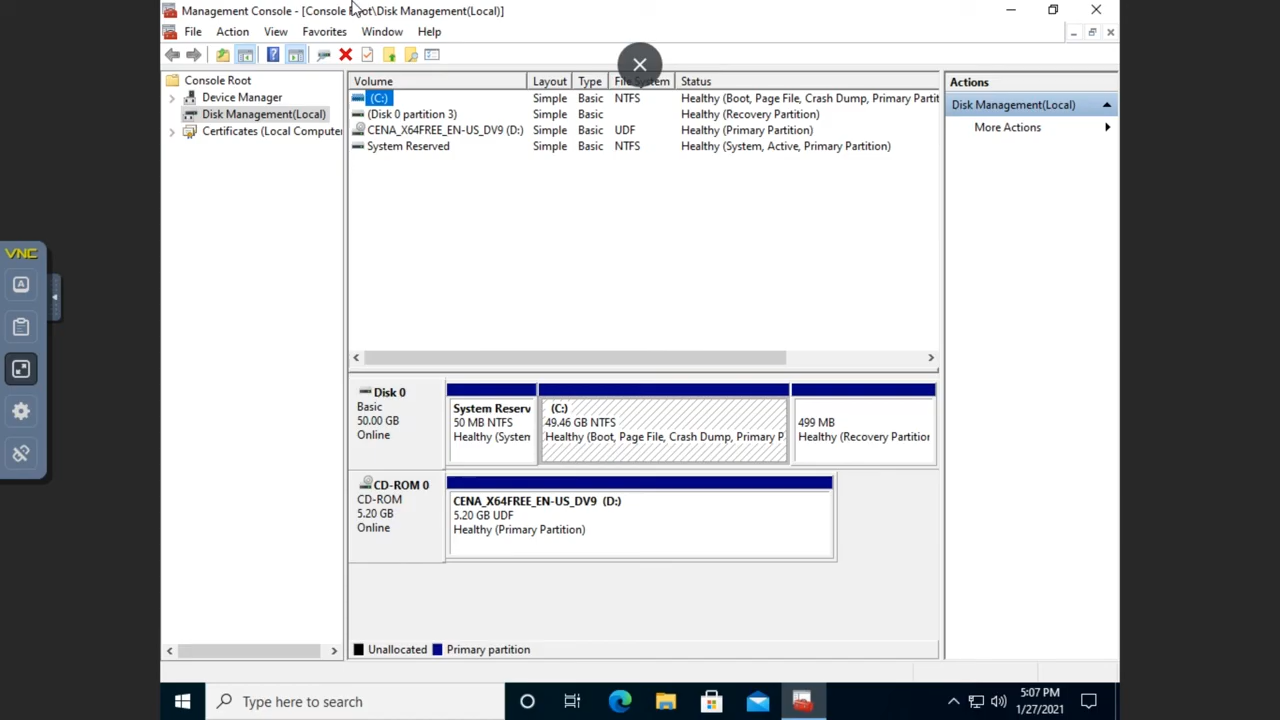 Management Console - [Console Root\Disk Management(Local)]
File Action View Favorites Window Help
Console Root
Device Manager
Disk Management(Local)
Certificates (Local Computer
Volume Layout Type File System Status
(C:) Simple Basic NTFS Healthy (Boot, Page File, Crash Dump, Primary Partit
(Disk 0 partition 3) Simple Basic Healthy (Recovery Partition)
CENA_X64FREE_EN-US_DV9 (D:) Simple Basic UDF Healthy (Primary Partition)
System Reserved Simple Basic NTFS Healthy (System, Active, Primary Partition)
Actions
Disk Management(Local)
More Actions
VNC
A
Disk 0
Basic
50.00 GB
Online
System Reserv
50 MB NTFS
Healthy (System
(C:)
49.46 GB NTFS
Healthy (Boot, Page File, Crash Dump, Primary P
499 MB
Healthy (Recovery Partition
CD-ROM 0
CD-ROM
5.20 GB
Online
CENA_X64FREE_EN-US_DV9 (D:)
5.20 GB UDF
Healthy (Primary Partition)
Unallocated Primary partition
Type here to search
5:07 PM
1/27/2021